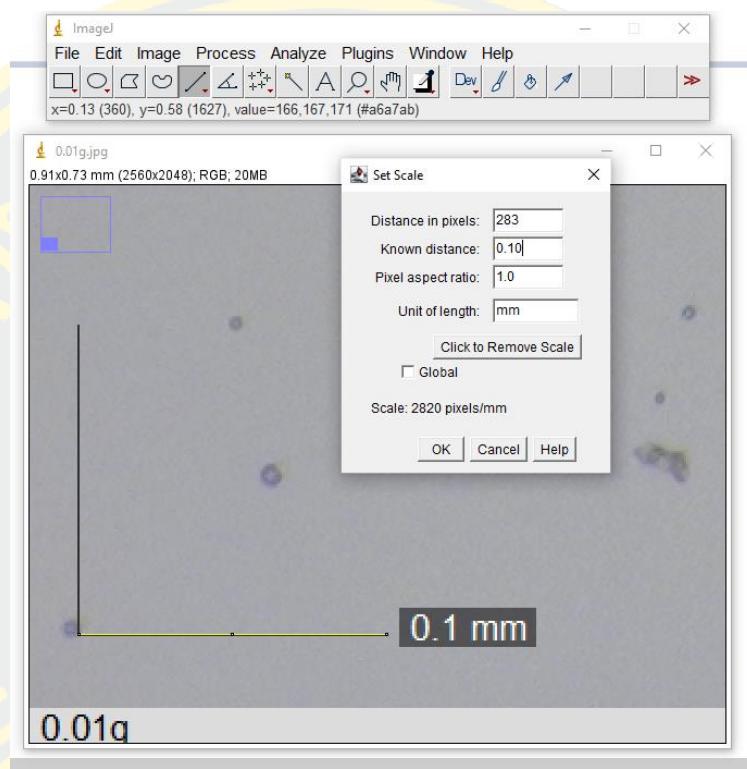 ImageJ
File Edit Image Process Analyze Plugins Window Help
Dev
x=0.13 (360), y=0.58 (1627), value=166,167,171 (#a6a7ab)
0.01g.jpg
0.91x0.73 mm (2560x2048); RGB; 20MB
Set Scale
Distance in pixels: 283
Known distance: 0.10
Pixel aspect ratio: 1.0
Unit of length: mm
Click to Remove Scale
Global
Scale: 2820 pixels/mm
OK Cancel Help
0.1 mm
0.01g